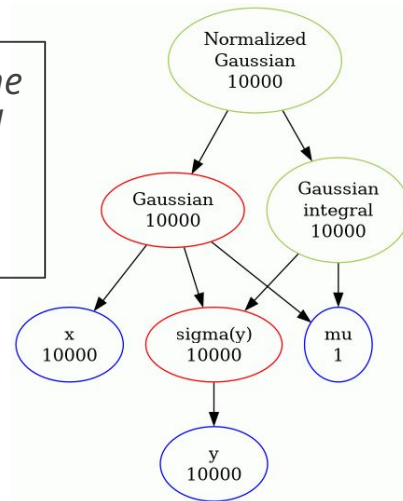 Normalized
Gaussian
10000
Gaussian
10000
Gaussian
integral
10000
x
10000
sigma(y)
10000
mu
1
y
10000